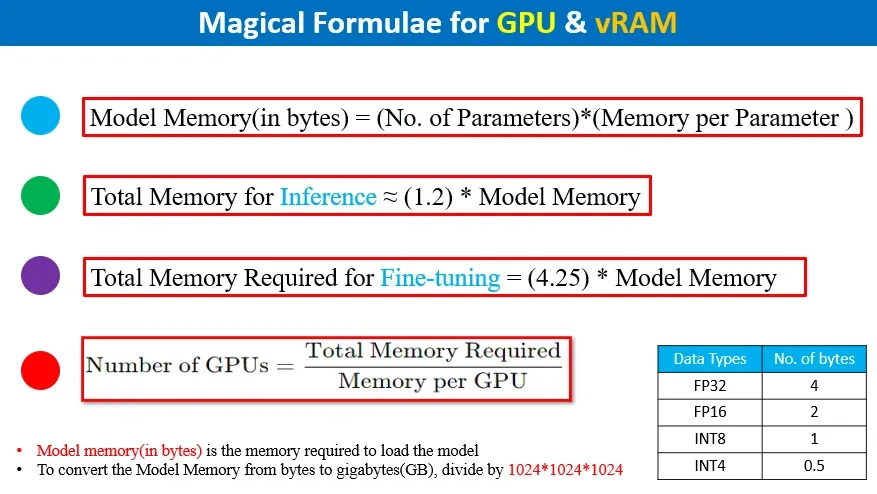 Magical Formulae for GPU & vRAM
Model Memory(in bytes) = (No. of Parameters)*(Memory per Parameter )
Total Memory for Inference ≈ (1.2) * Model Memory
Total Memory Required for Fine-tuning = (4.25) * Model Memory
Number of GPUs = Total Memory Required / Memory per GPU
Data Types No. of bytes
FP32 4
FP16 2
INT8 1
INT4 0.5
• Model memory(in bytes) is the memory required to load the model
• To convert the Model Memory from bytes to gigabytes(GB), divide by 1024*1024*1024